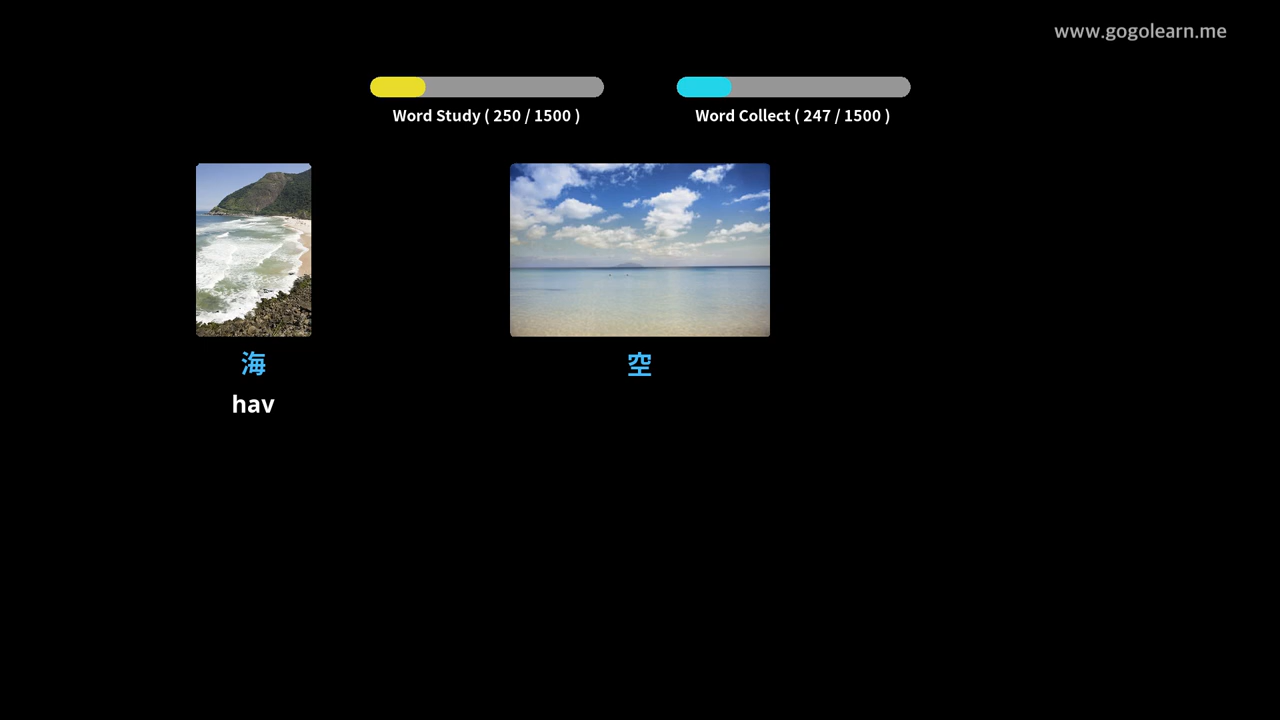 www.gogolearn.me
Word Study ( 250 / 1500 )
Word Collect ( 247 / 1500 )
海
空
hav